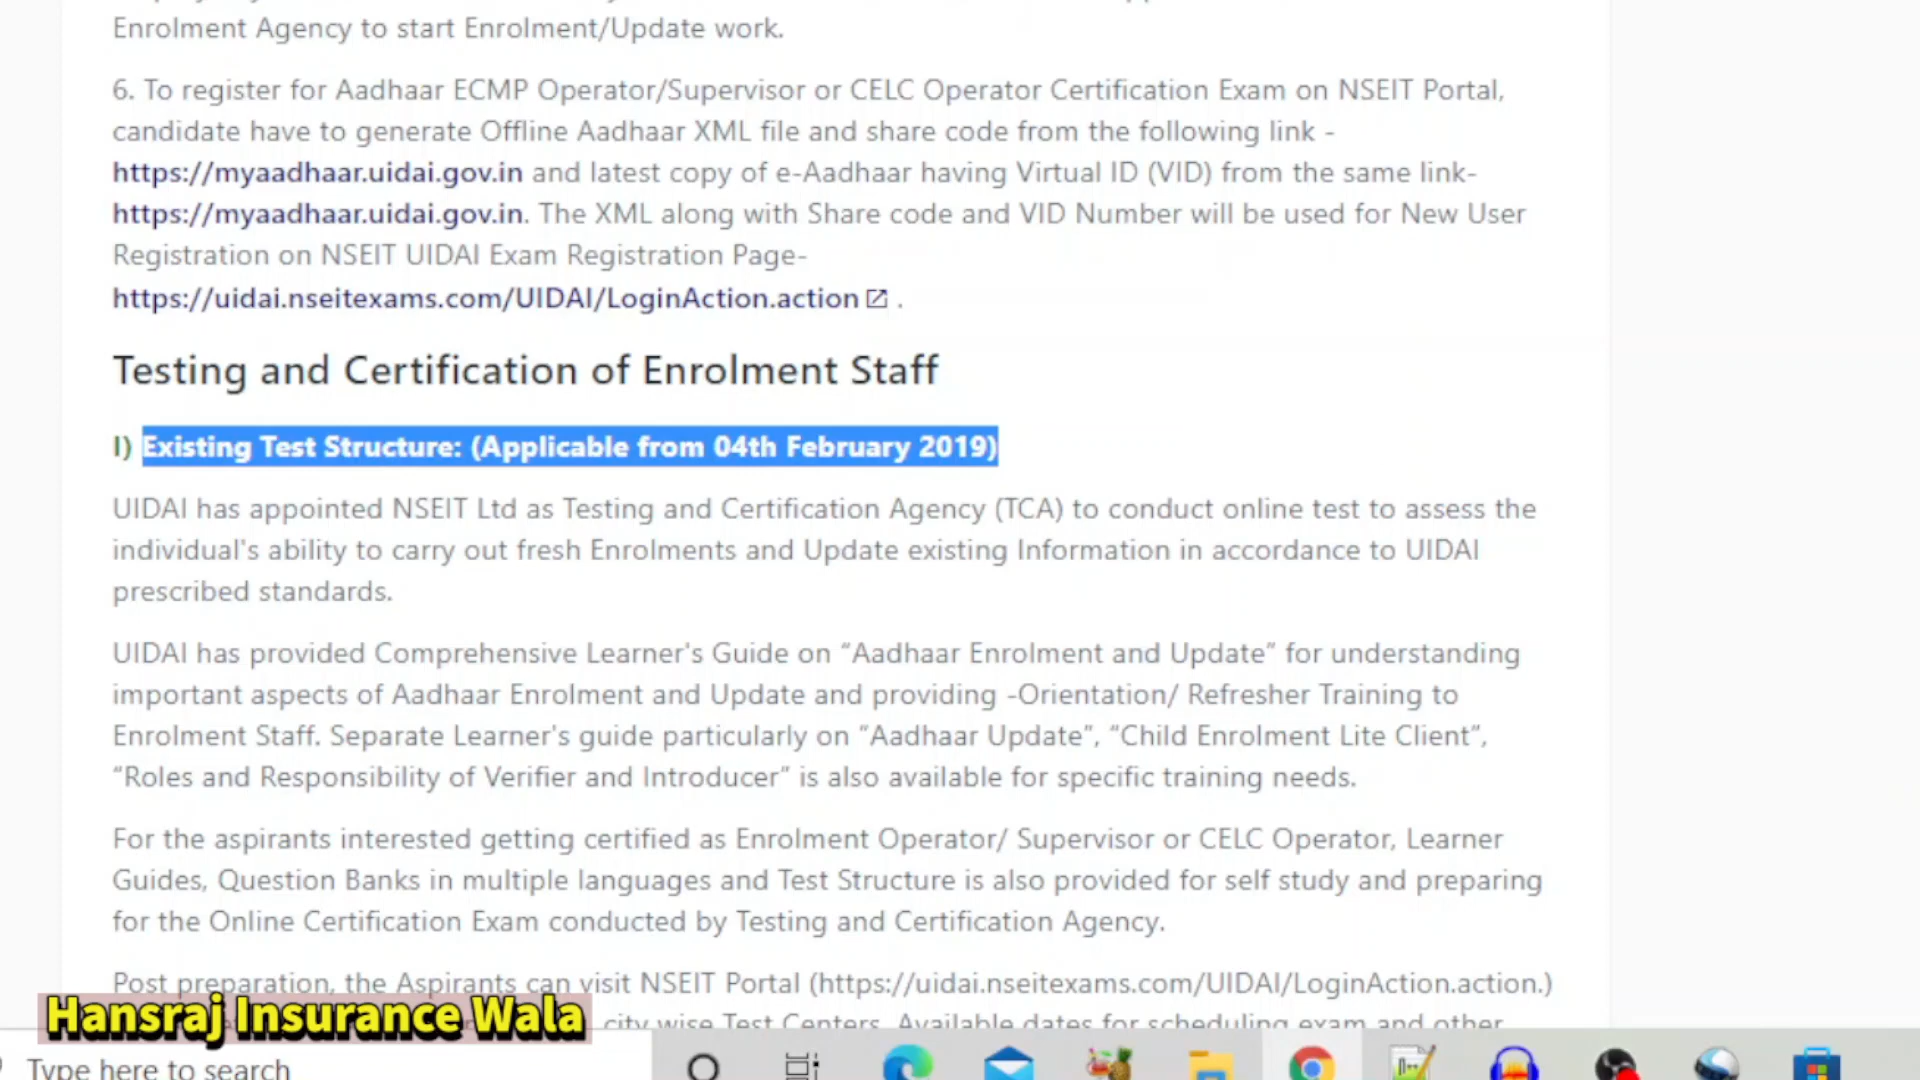 Enrolment Agency to start Enrolment/Update work.
6. To register for Aadhaar ECMP Operator/Supervisor or CELC Operator Certification Exam on NSEIT Portal,
candidate have to generate Offline Aadhaar XML file and share code from the following link -
https://myaadhaar.uidai.gov.in and latest copy of e-Aadhaar having Virtual ID (VID) from the same link-
https://myaadhaar.uidai.gov.in. The XML along with Share code and VID Number will be used for New User
Registration on NSEIT UIDAI Exam Registration Page-
https://uidai.nseitexams.com/UIDAI/LoginAction.action .
Testing and Certification of Enrolment Staff
I) Existing Test Structure: (Applicable from 04th February 2019)
UIDAI has appointed NSEIT Ltd as Testing and Certification Agency (TCA) to conduct online test to assess the
individual's ability to carry out fresh Enrolments and Update existing Information in accordance to UIDAI
prescribed standards.
UIDAI has provided Comprehensive Learner's Guide on “Aadhaar Enrolment and Update” for understanding
important aspects of Aadhaar Enrolment and Update and providing -Orientation/ Refresher Training to
Enrolment Staff. Separate Learner's guide particularly on “Aadhaar Update”, “Child Enrolment Lite Client”,
“Roles and Responsibility of Verifier and Introducer” is also available for specific training needs.
For the aspirants interested getting certified as Enrolment Operator/ Supervisor or CELC Operator, Learner
Guides, Question Banks in multiple languages and Test Structure is also provided for self study and preparing
for the Online Certification Exam conducted by Testing and Certification Agency.
Post preparation, the Aspirants can visit NSEIT Portal (https://uidai.nseitexams.com/UIDAI/LoginAction.action.)
city wise Test Centers, Available dates for scheduling exam and other
Hansraj Insurance Wala
Type here to search